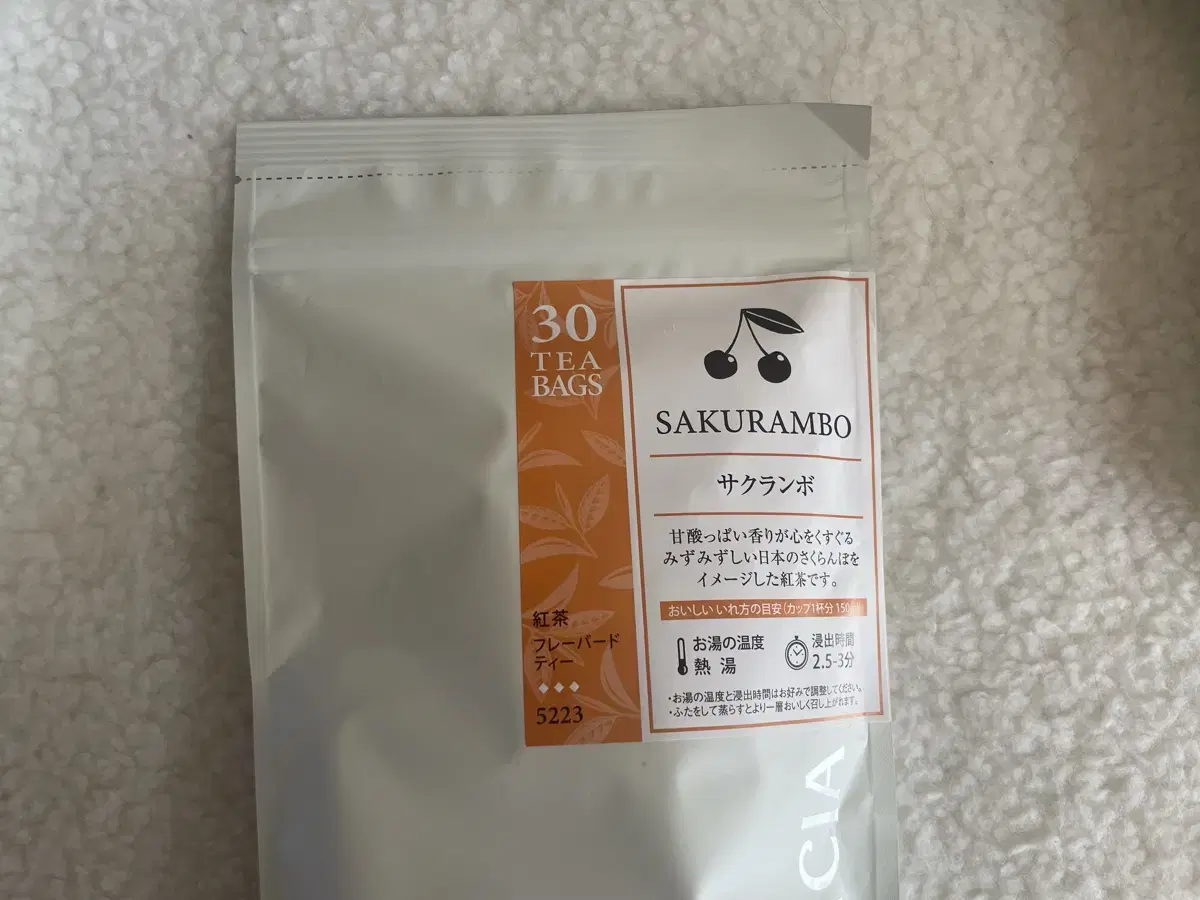 30
TEA
BAGS
紅茶
フレーバード
ティー
5223
SAKURAMBO
サクランボ
甘酸っぱい香りが心をくすぐる
みずみずしい日本のさくらんぼを
イメージした紅茶です。
おいしい いれ方の目安(カップ1杯分 150
お湯の温度
熱 湯
浸出時間
2.5-3分
・お湯の温度と浸出時間はお好みで調整してください。
・ふたをして蒸らすとより一層おいしく召し上がれます。
CIA